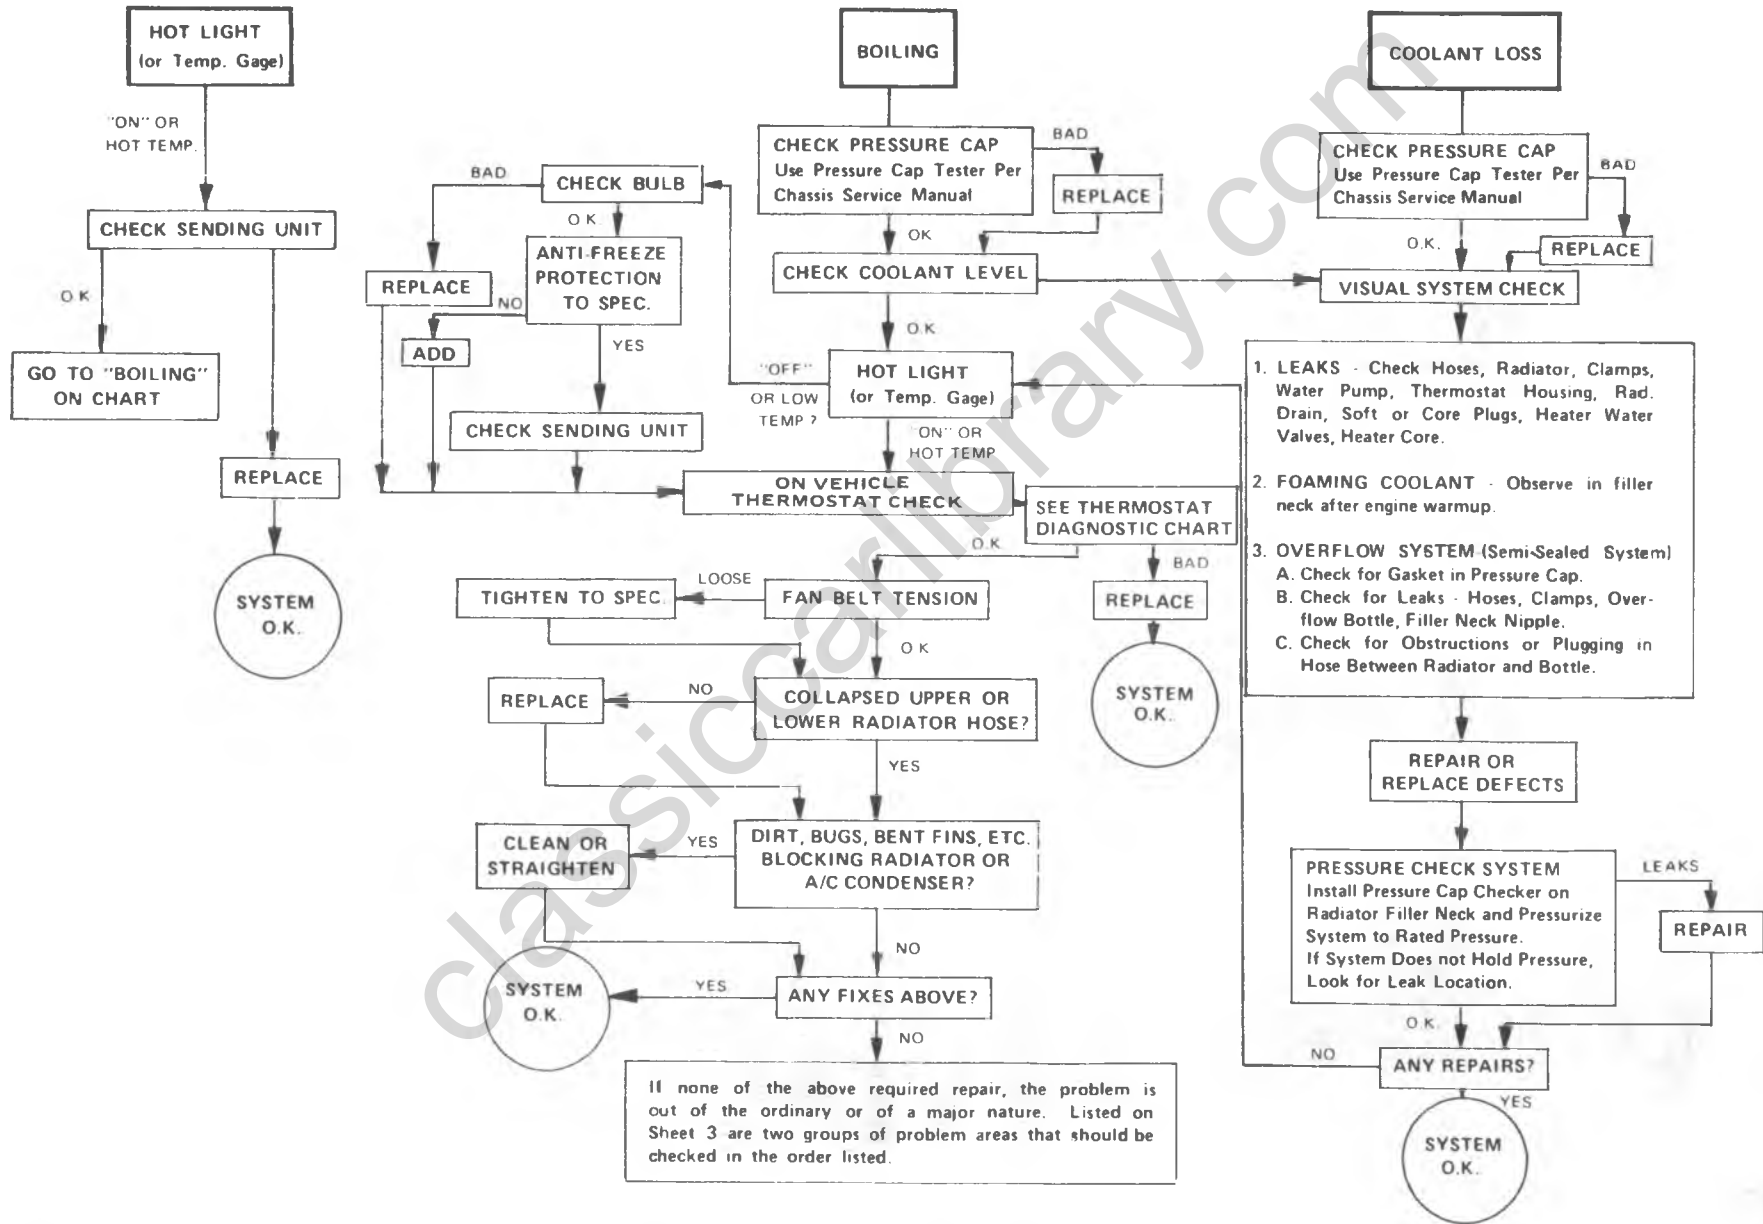 HOT LIGHT
(or Temp. Gage)
"ON" OR
HOT TEMP.
CHECK SENDING UNIT
O K
GO TO "BOILING"
ON CHART
REPLACE
SYSTEM
O.K.
BOILING
CHECK PRESSURE CAP
Use Pressure Cap Tester Per
Chassis Service Manual
BAD
REPLACE
OK
CHECK COOLANT LEVEL
O.K.
HOT LIGHT
(or Temp. Gage)
"OFF"
OR LOW
TEMP ?
CHECK BULB
BAD
REPLACE
O K.
ANTI-FREEZE
PROTECTION
TO SPEC.
NO
ADD
YES
CHECK SENDING UNIT
"ON" OR
HOT TEMP
ON VEHICLE
THERMOSTAT CHECK
SEE THERMOSTAT
DIAGNOSTIC CHART
BAD
REPLACE
SYSTEM
O.K.
O.K.
FAN BELT TENSION
LOOSE
TIGHTEN TO SPEC.
O K
COLLAPSED UPPER OR
LOWER RADIATOR HOSE?
NO
REPLACE
YES
DIRT, BUGS, BENT FINS, ETC.
BLOCKING RADIATOR OR
A/C CONDENSER?
YES
CLEAN OR
STRAIGHTEN
NO
ANY FIXES ABOVE?
YES
SYSTEM
O.K.
NO
If none of the above required repair, the problem is
out of the ordinary or of a major nature. Listed on
Sheet 3 are two groups of problem areas that should be
checked in the order listed.
COOLANT LOSS
CHECK PRESSURE CAP
Use Pressure Cap Tester Per
Chassis Service Manual
BAD
REPLACE
O.K.
VISUAL SYSTEM CHECK
1. LEAKS - Check Hoses, Radiator, Clamps,
Water Pump, Thermostat Housing, Rad.
Drain, Soft or Core Plugs, Heater Water
Valves, Heater Core.
2. FOAMING COOLANT - Observe in filler
neck after engine warmup.
3. OVERFLOW SYSTEM (Semi-Sealed System)
A. Check for Gasket in Pressure Cap.
B. Check for Leaks - Hoses, Clamps, Over-
flow Bottle, Filler Neck Nipple.
C. Check for Obstructions or Plugging in
Hose Between Radiator and Bottle.
REPAIR OR
REPLACE DEFECTS
PRESSURE CHECK SYSTEM
Install Pressure Cap Checker on
Radiator Filler Neck and Pressurize
System to Rated Pressure.
If System Does not Hold Pressure,
Look for Leak Location.
LEAKS
REPAIR
O.K.
ANY REPAIRS?
NO
YES
SYSTEM
O.K.
classiccarlibrary.com